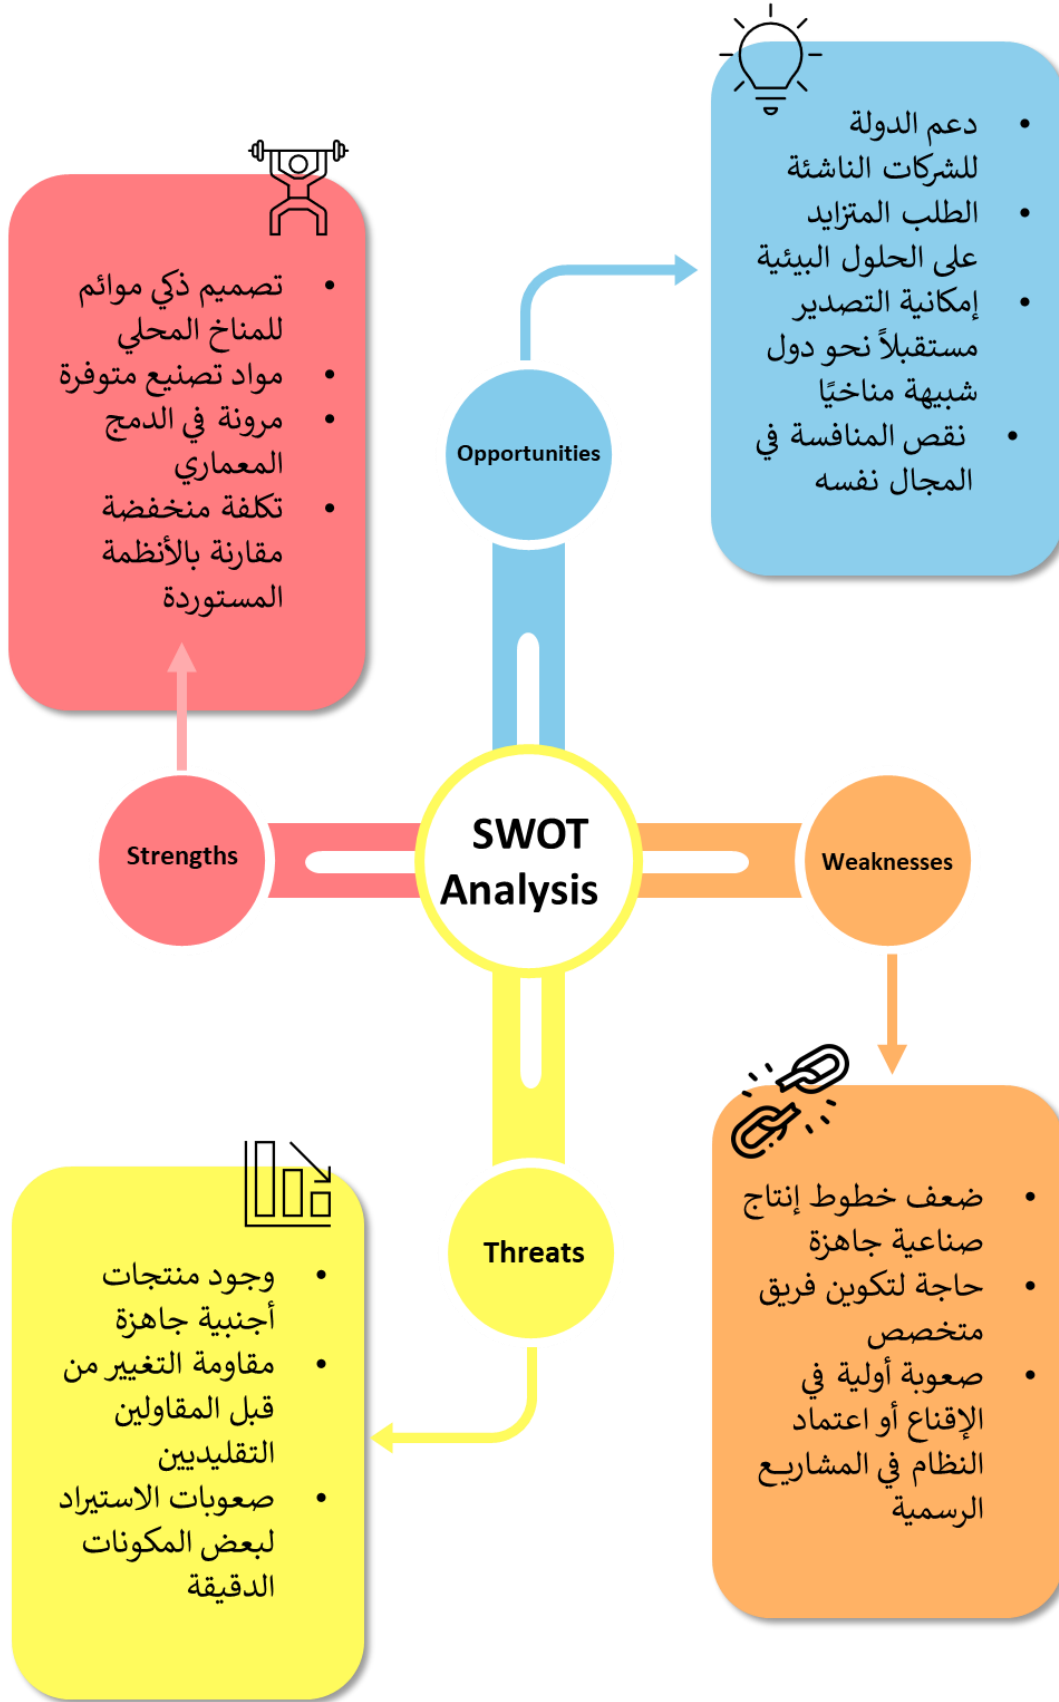 • دعم الدولة
للشركات الناشئة
• الطلب المتزايد
على الحلول البيئية
• إمكانية التصدير
مستقبلاً نحو دول
شبيهة مناخيًا
• نقص المنافسة في
المجال نفسه
• تصميم ذكي موائم
للمناخ المحلي
• مواد تصنيع متوفرة
• مرونة في الدمج
المعماري
• تكلفة منخفضة
مقارنة بالأنظمة
المستوردة
Opportunities
Strengths
SWOT
Analysis
Weaknesses
Threats
• ضعف خطوط إنتاج
صناعية جاهزة
• حاجة لتكوين فريق
متخصص
• صعوبة أولية في
الإقناع أو اعتماد
النظام في المشاريع
الرسمية
• وجود منتجات
أجنبية جاهزة
• مقاومة التغيير من
قبل المقاولين
التقليديين
• صعوبات الاستيراد
لبعض المكونات
الدقيقة